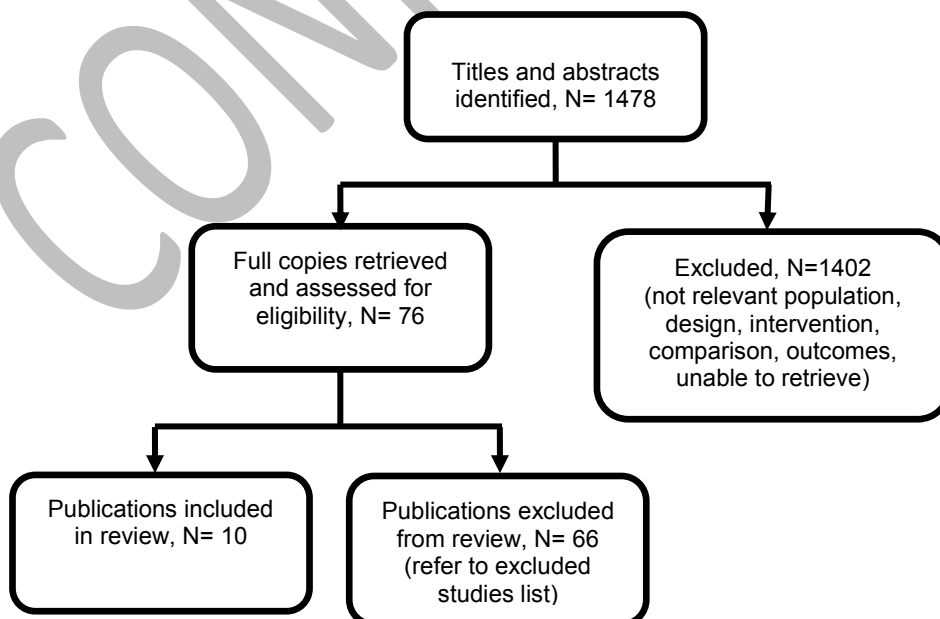 Titles and abstracts
identified, N= 1478
Full copies retrieved
and assessed for
eligibility, N= 76
Excluded, N=1402
(not relevant population,
design, intervention,
comparison, outcomes,
unable to retrieve)
Publications included
in review, N= 10
Publications excluded
from review, N= 66
(refer to excluded
studies list)